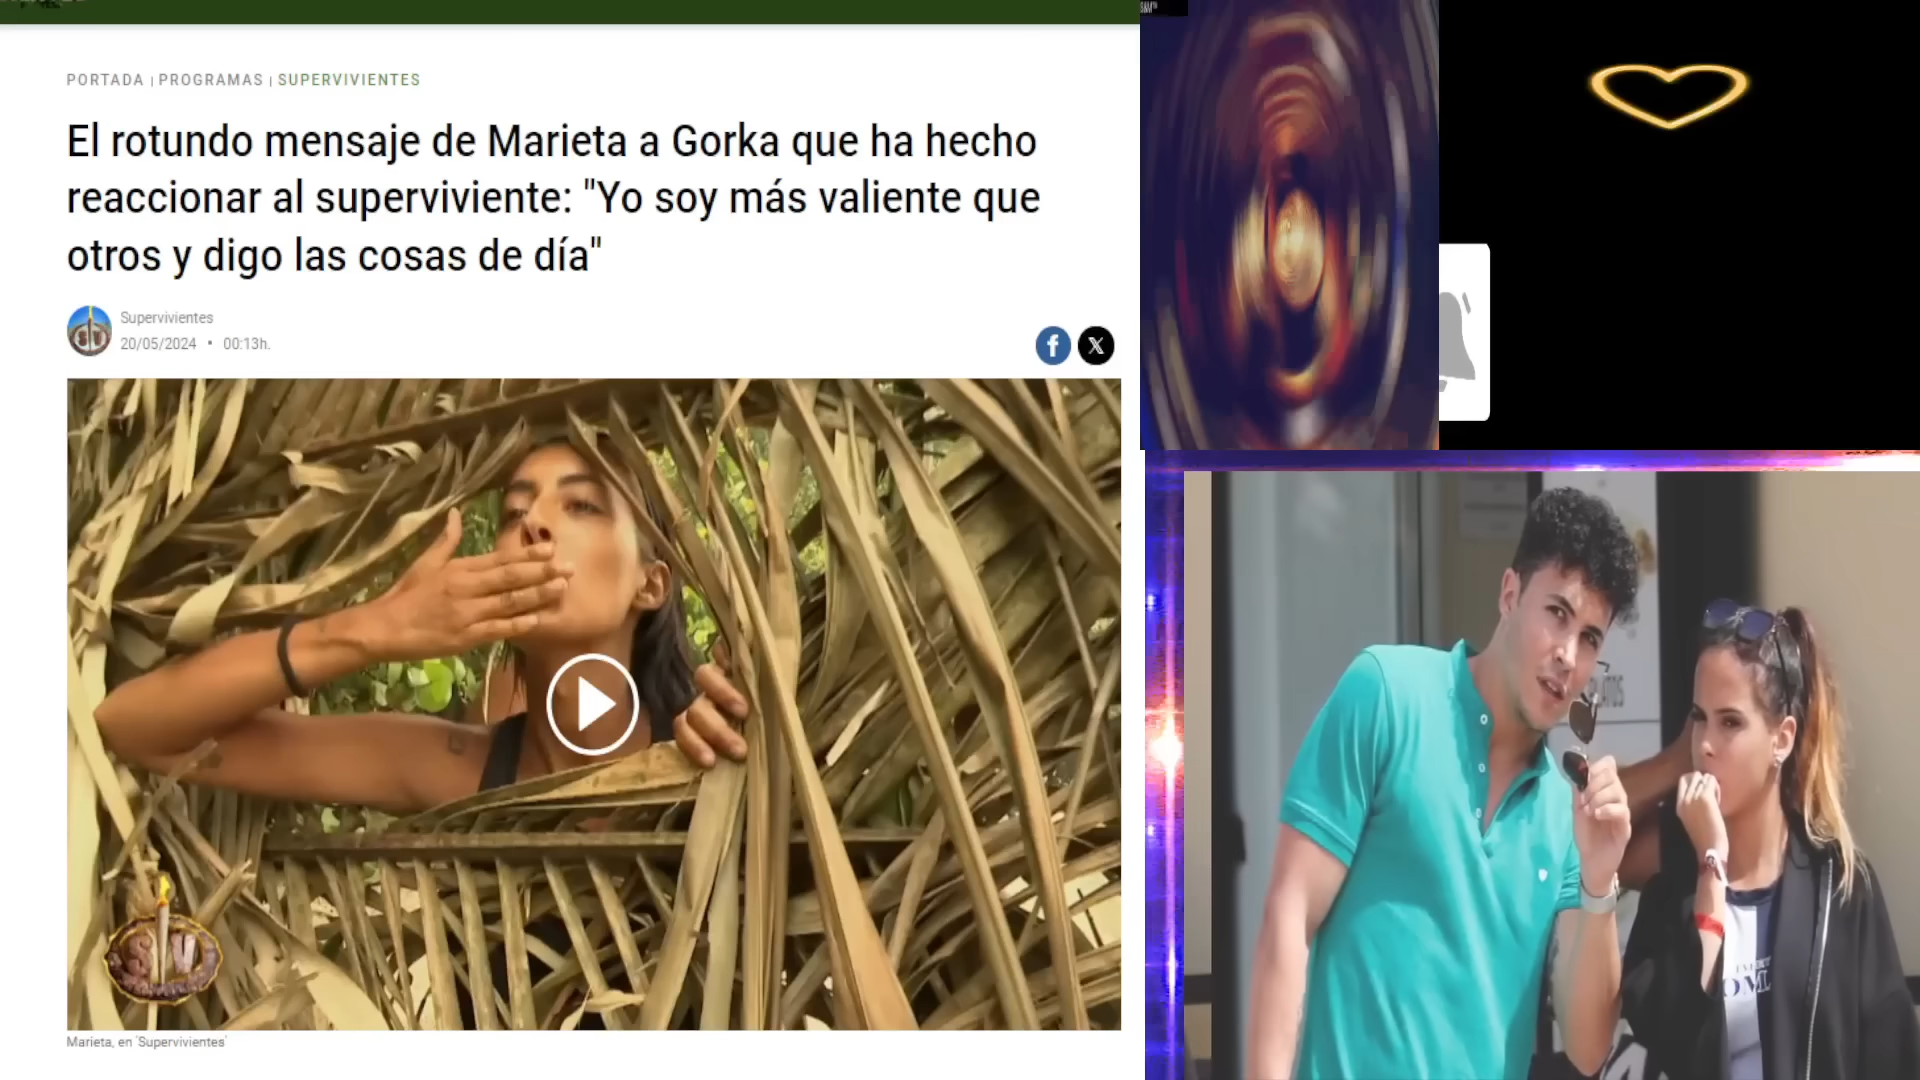 PORTADA | PROGRAMAS | SUPERVIVIENTES
El rotundo mensaje de Marieta a Gorka que ha hecho
reaccionar al superviviente: "Yo soy más valiente que
otros y digo las cosas de día"
Supervivientes
20/05/2024 • 00:13h.
SV
Marieta, en 'Supervivientes'